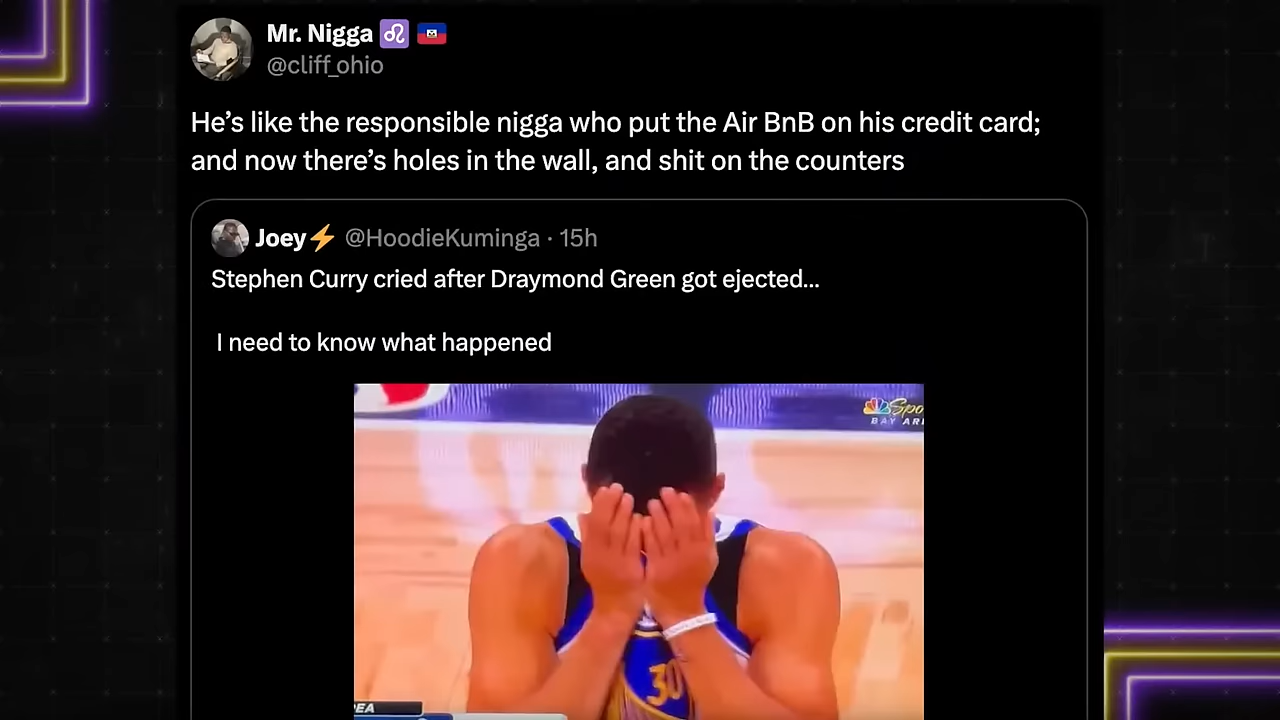 Mr. Nigga ♌ 🇭🇹
@cliff_ohio
He's like the responsible nigga who put the Air BnB on his credit card;
and now there's holes in the wall, and shit on the counters
Joey⚡ @HoodieKuminga · 15h
Stephen Curry cried after Draymond Green got ejected...
I need to know what happened
BAY
30